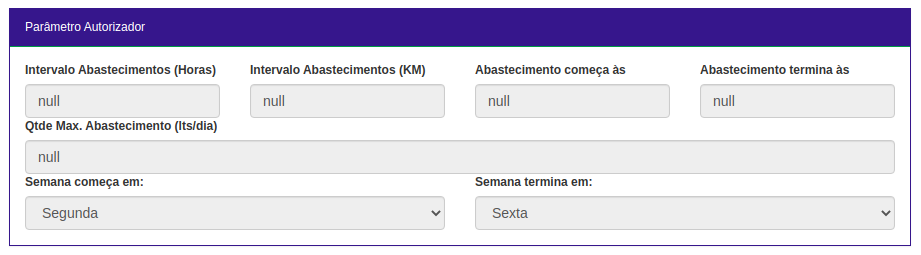 Parâmetro Autorizador
Intervalo Abastecimentos (Horas) Intervalo Abastecimentos (KM) Abastecimento começa às Abastecimento termina às
null null null null
Qtde Max. Abastecimento (lts/dia)
null
Semana começa em: Semana termina em:
Segunda Sexta